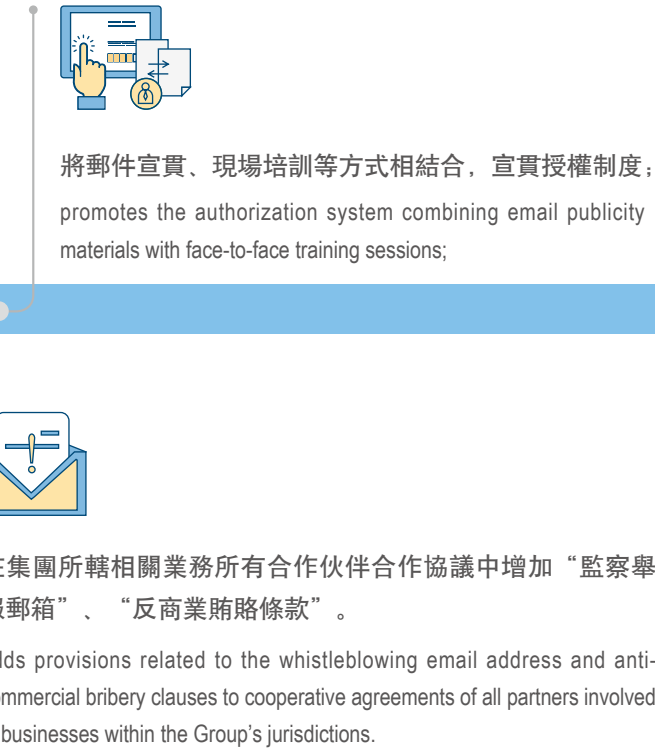 將郵件宣貫、現場培訓等方式相結合，宣貫授權制度；
promotes the authorization system combining email publicity
materials with face-to-face training sessions;
集團所轄相關業務所有合作伙伴合作協議中增加“監察舉
郵箱”、“反商業賄賂條款”。
provisions related to the whistleblowing email address and anti-
bribery clauses to cooperative agreements of all partners involved
businesses within the Group’s jurisdictions.